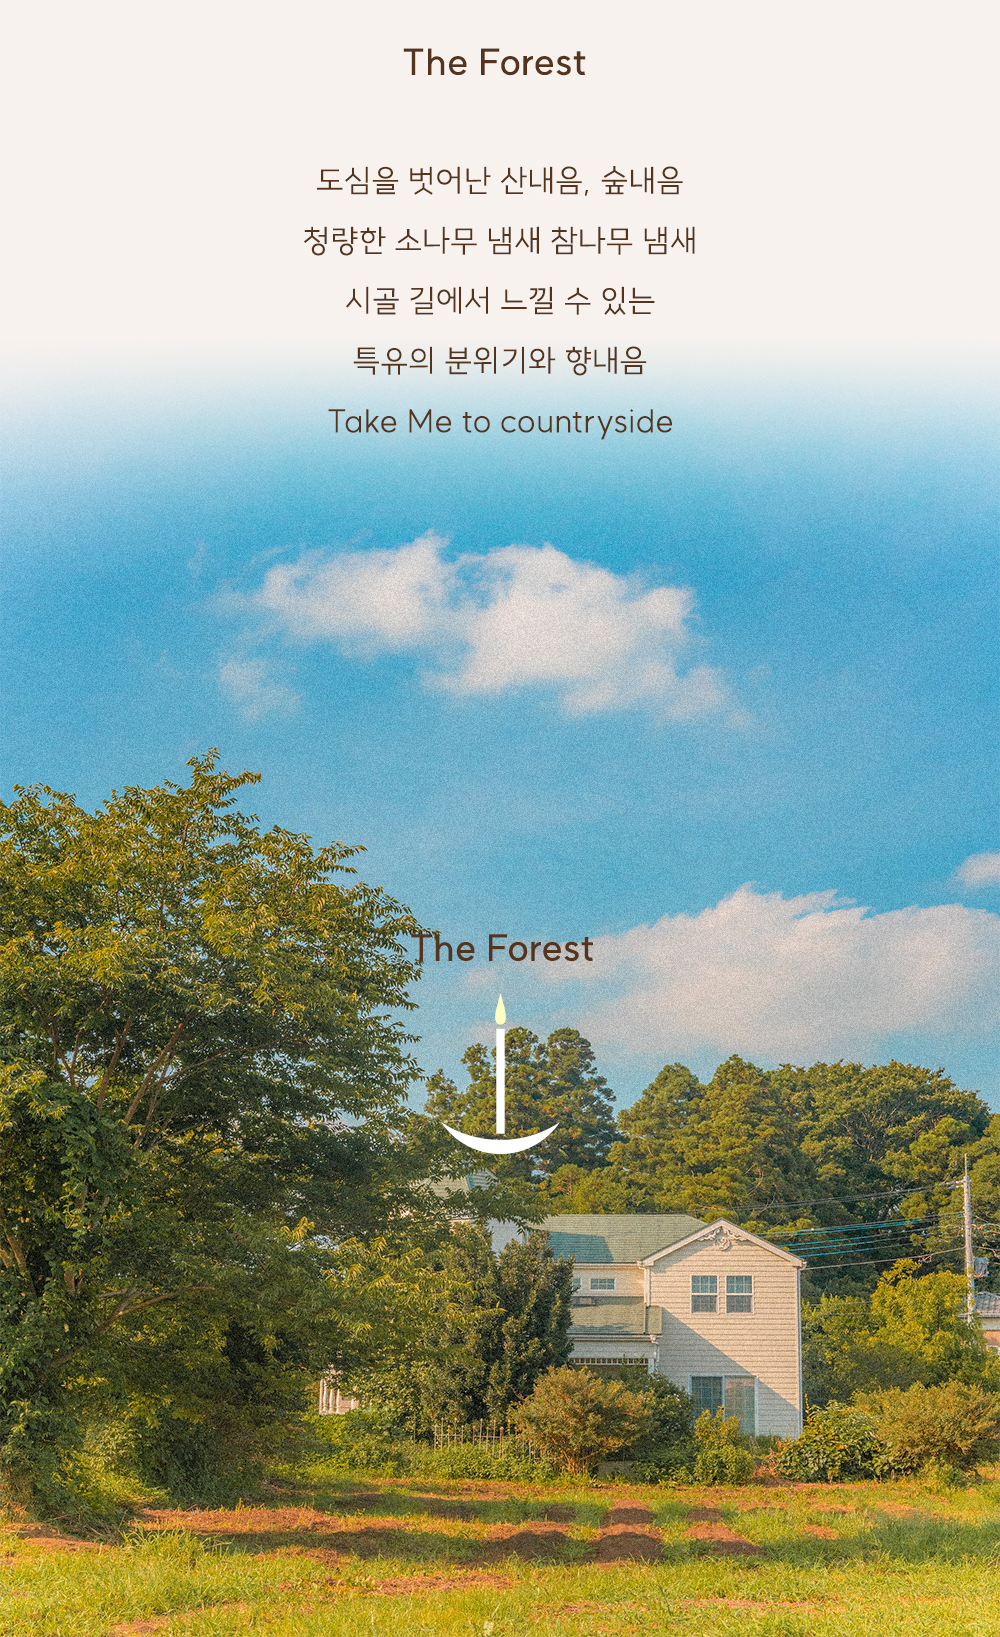 The Forest
도심을 벗어난 산내음, 숲내음
청량한 소나무 냄새 참나무 냄새
시골 길에서 느낄 수 있는
특유의 분위기와 향내음
Take Me to countryside
The Forest